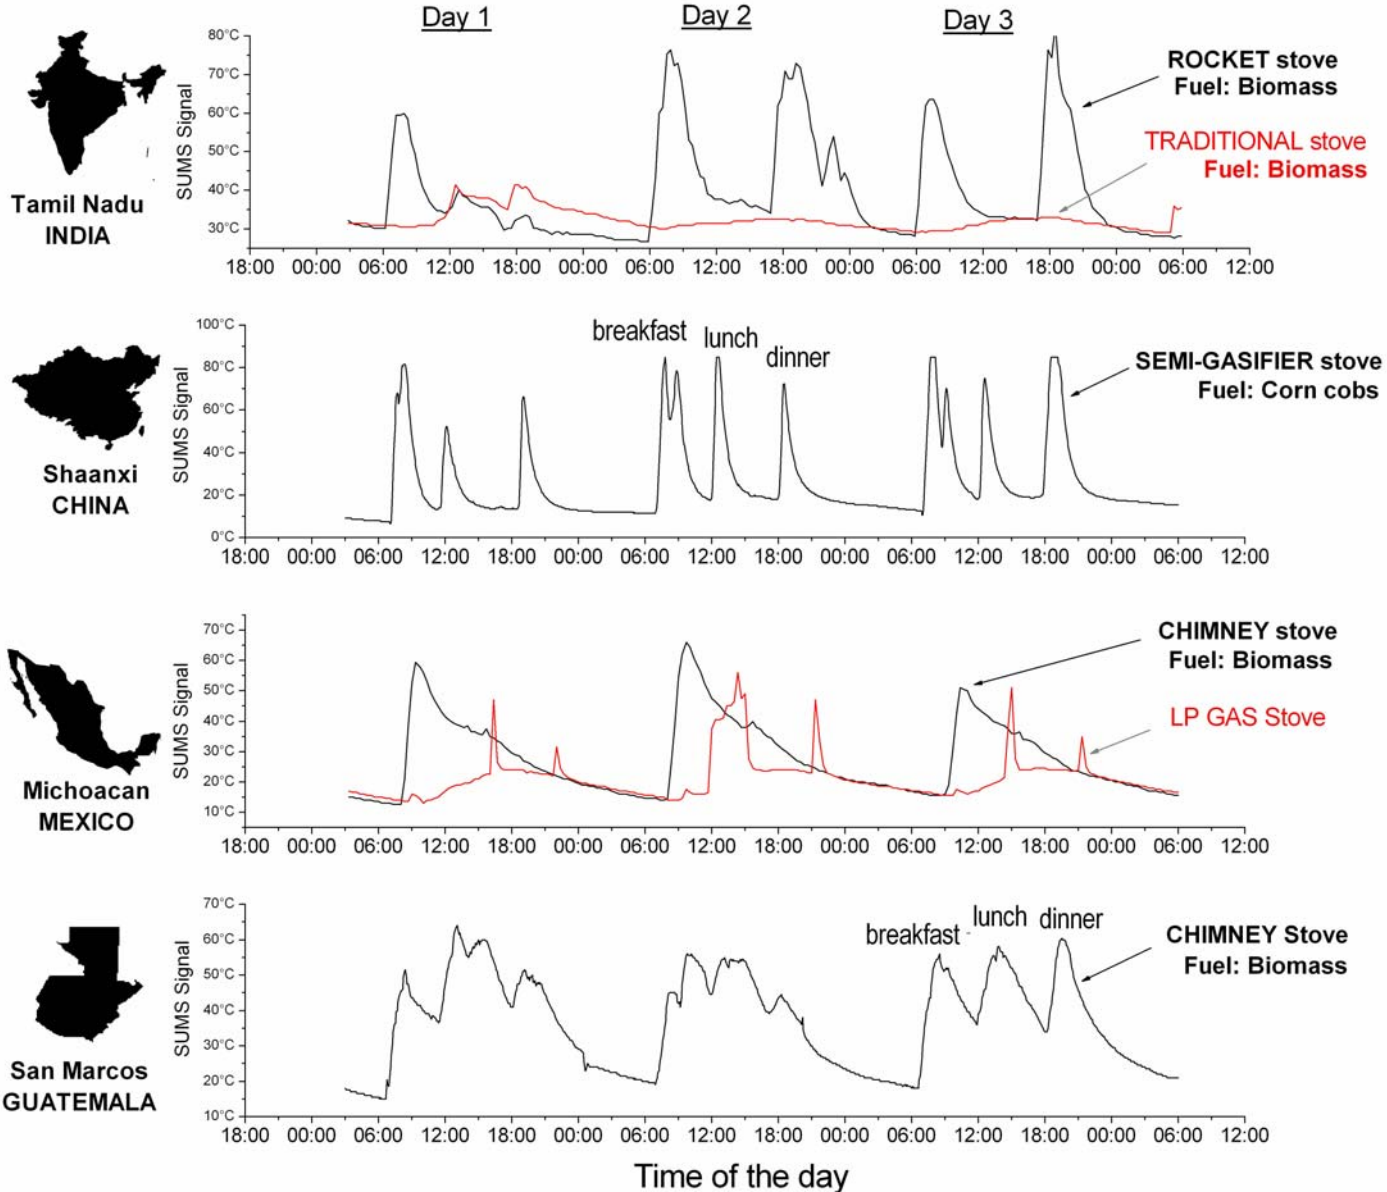 Day 1
Day 2
Day 3
80°C
70°C
60°C
50°C
40°C
30°C
SUMS Signal
ROCKET stove
Fuel: Biomass
TRADITIONAL stove
Fuel: Biomass
Tamil Nadu
INDIA
18:00 00:00 06:00 12:00 18:00 00:00 06:00 12:00 18:00 00:00 06:00 12:00 18:00 00:00 06:00 12:00
100°C
80°C
60°C
40°C
20°C
0°C
SUMS Signal
breakfast
lunch
dinner
SEMI-GASIFIER stove
Fuel: Corn cobs
Shaanxi
CHINA
18:00 00:00 06:00 12:00 18:00 00:00 06:00 12:00 18:00 00:00 06:00 12:00 18:00 00:00 06:00 12:00
70°C
60°C
50°C
40°C
30°C
20°C
10°C
SUMS Signal
CHIMNEY stove
Fuel: Biomass
LP GAS Stove
Michoacan
MEXICO
18:00 00:00 06:00 12:00 18:00 00:00 06:00 12:00 18:00 00:00 06:00 12:00 18:00 00:00 06:00 12:00
70°C
60°C
50°C
40°C
30°C
20°C
10°C
SUMS Signal
breakfast
lunch
dinner
CHIMNEY Stove
Fuel: Biomass
San Marcos
GUATEMALA
18:00 00:00 06:00 12:00 18:00 00:00 06:00 12:00 18:00 00:00 06:00 12:00 18:00 00:00 06:00 12:00
Time of the day